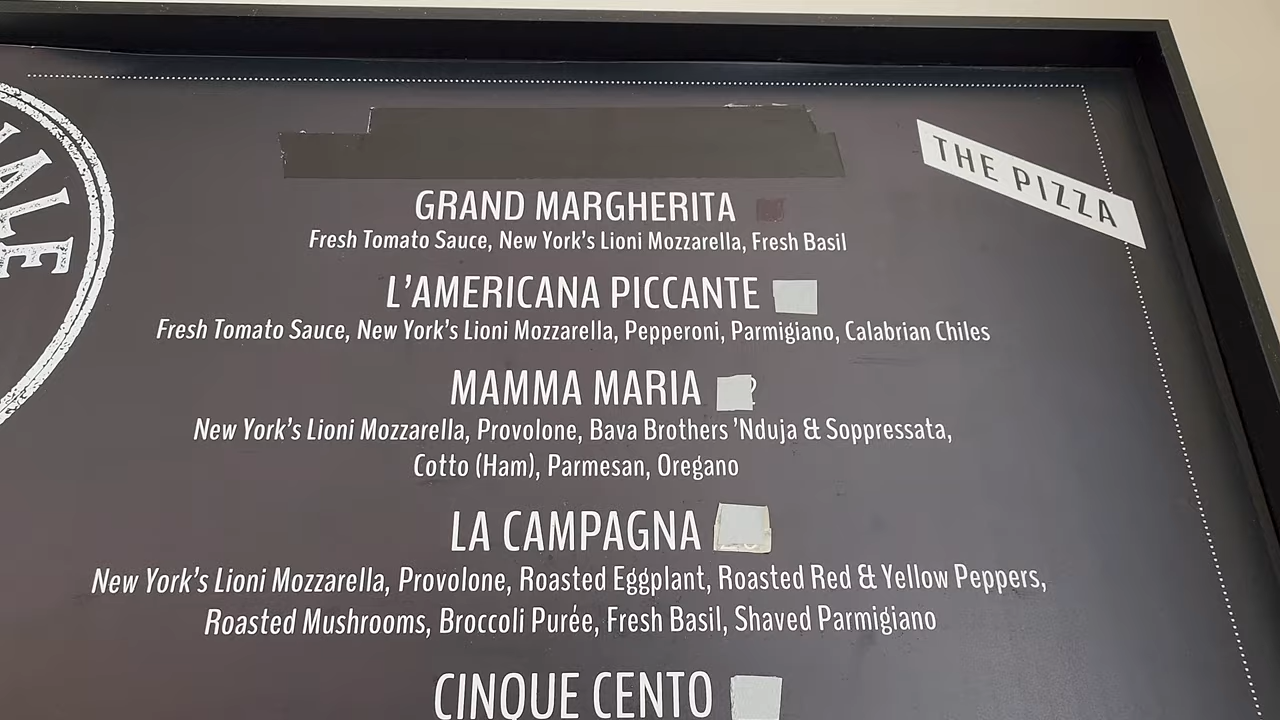 THE PIZZA
GRAND MARGHERITA
Fresh Tomato Sauce, New York's Lioni Mozzarella, Fresh Basil
L'AMERICANA PICCANTE
Fresh Tomato Sauce, New York's Lioni Mozzarella, Pepperoni, Parmigiano, Calabrian Chiles
MAMMA MARIA
New York's Lioni Mozzarella, Provolone, Bava Brothers 'Nduja & Soppressata,
Cotto (Ham), Parmesan, Oregano
LA CAMPAGNA
New York's Lioni Mozzarella, Provolone, Roasted Eggplant, Roasted Red & Yellow Peppers,
Roasted Mushrooms, Broccoli Purée, Fresh Basil, Shaved Parmigiano
CINQUE CENTO